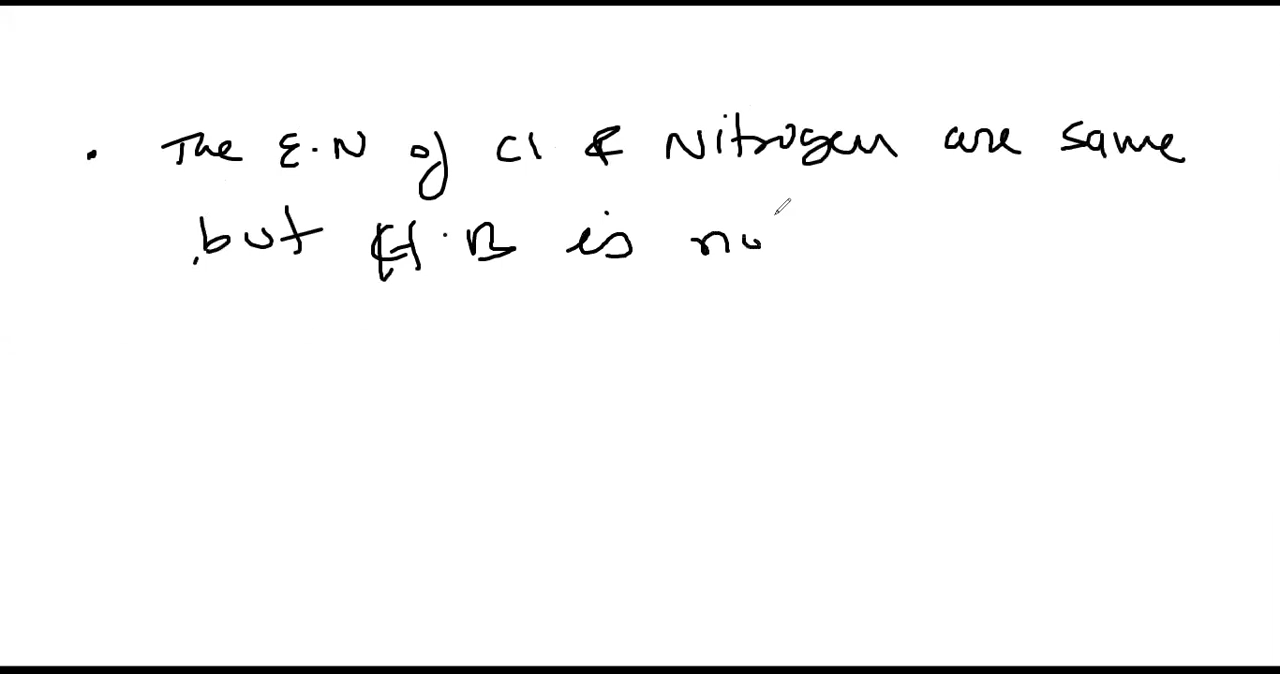 • The E.N of Cl & Nitrogen are same
but H.B is no